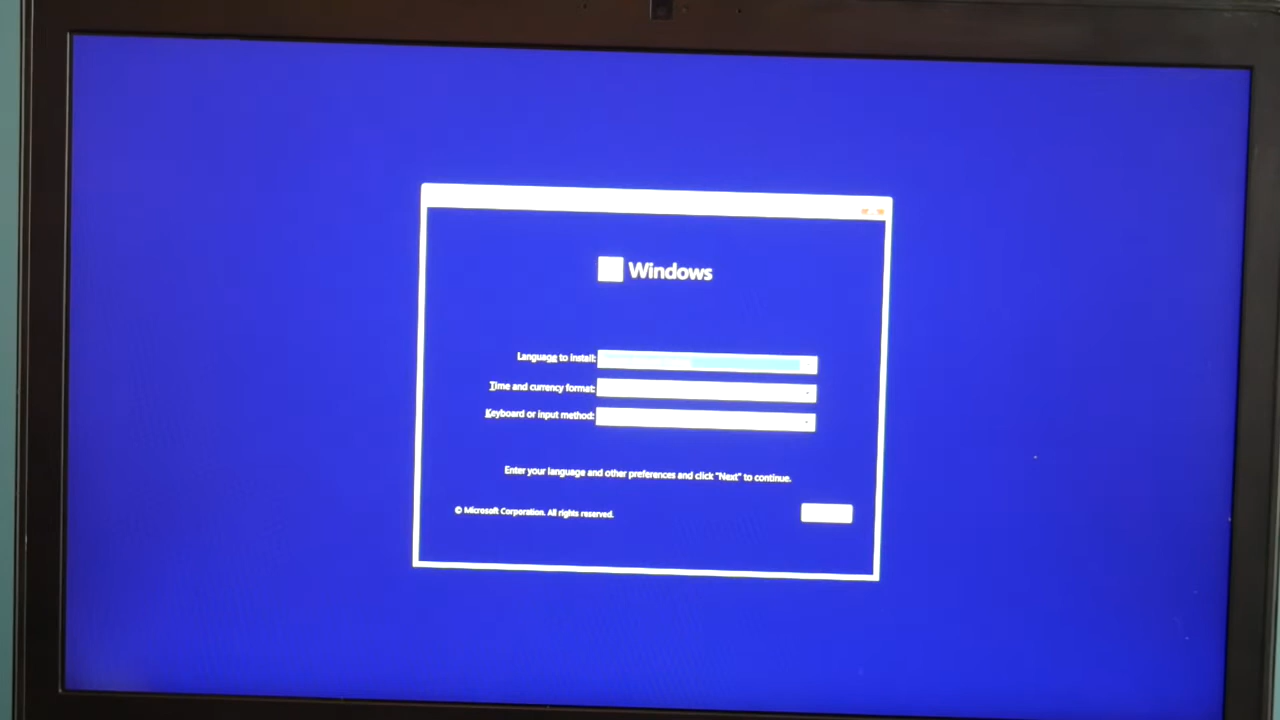 Windows
Language to install:
Time and currency format:
Keyboard or input method:
Enter your language and other preferences and click "Next" to continue.
© Microsoft Corporation. All rights reserved.